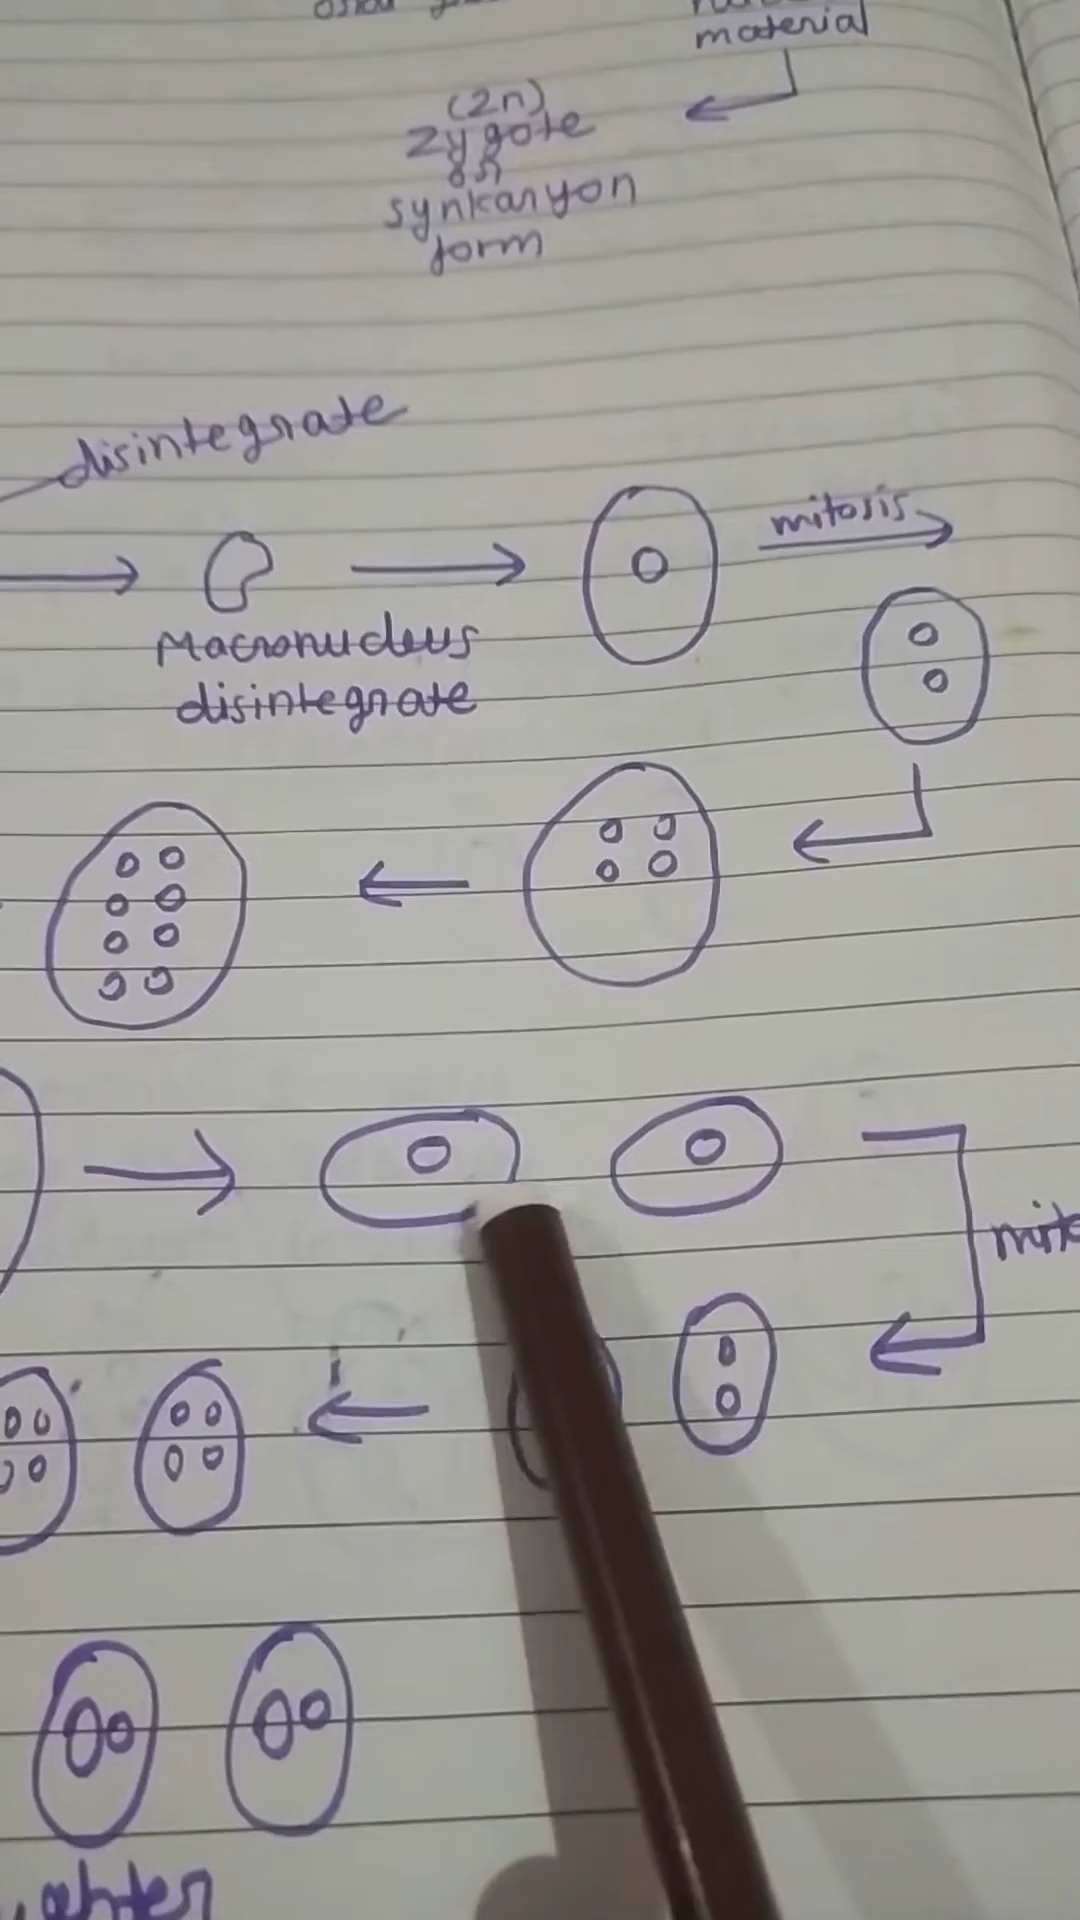 material
(2n)
zygote
or
synkaryon
form
disintegrate
mitosis
Macronucleus
disintegrate